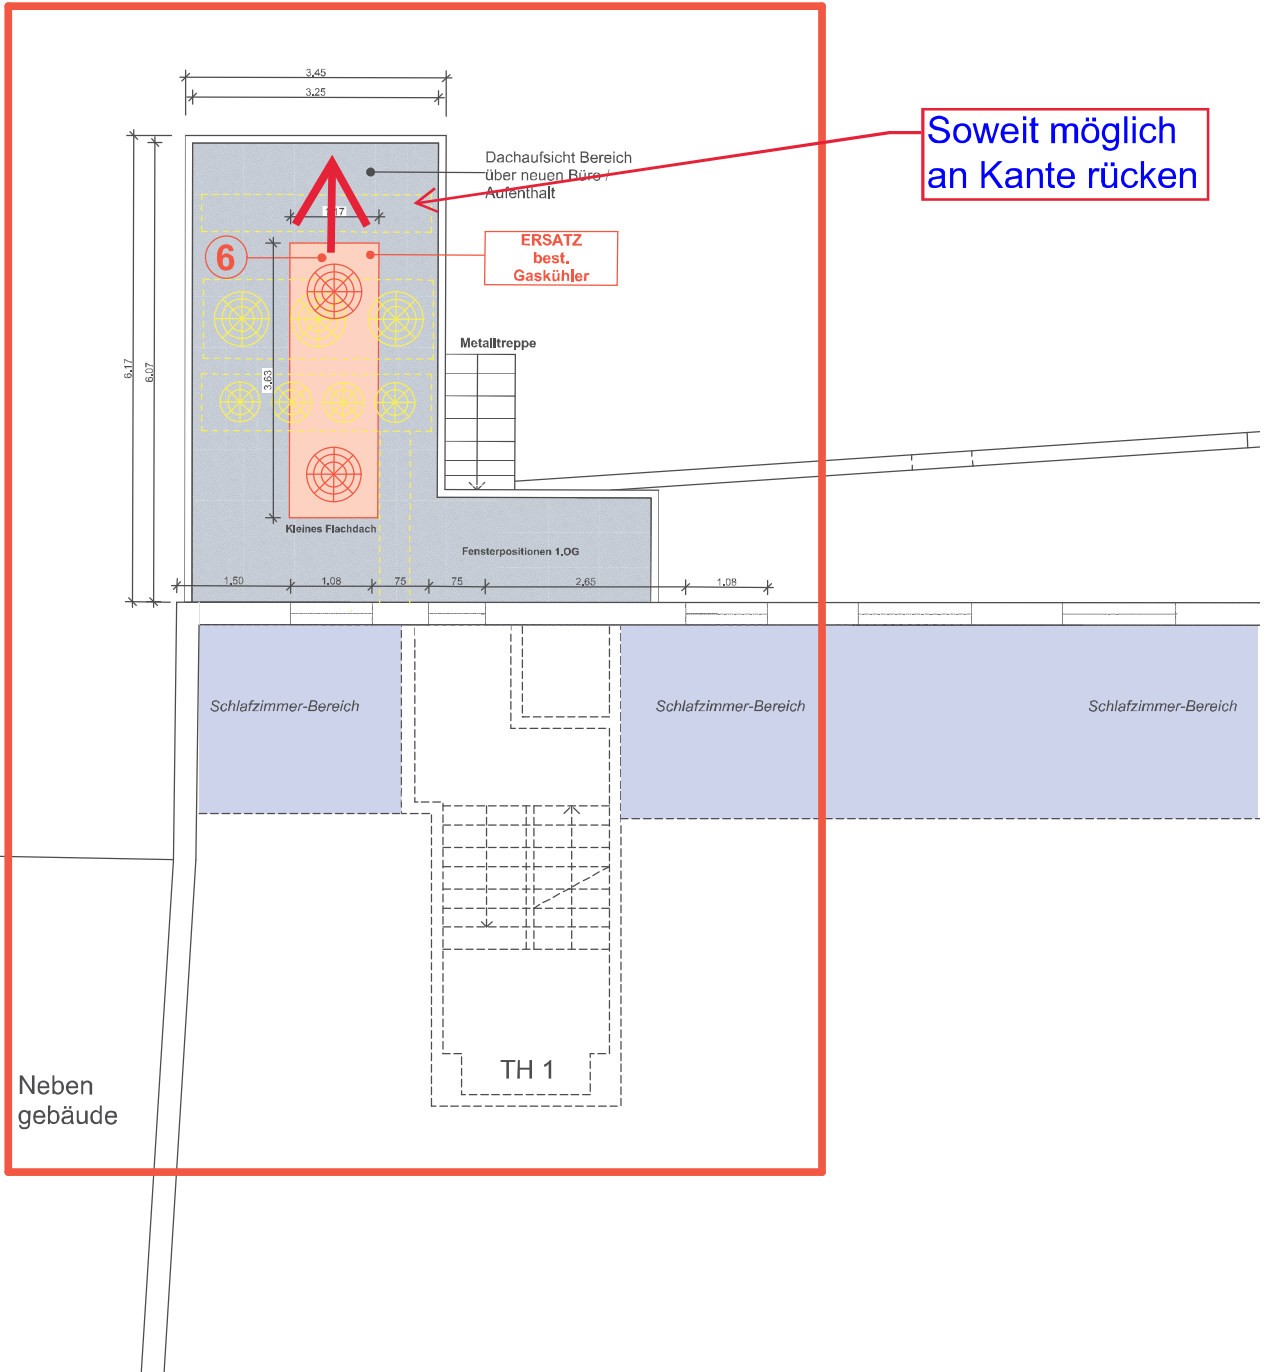 3.45
3.25
Soweit möglich
an Kante rücken
Dachaufsicht Bereich
über neuen Büro /
Aufenthalt
6
ERSATZ
best.
Gaskühler
Metalltreppe
6.17
6.07
3.63
Kleines Flachdach
Fensterpositionen 1.OG
1.50
1.08
75
75
2.65
1.08
Schlafzimmer-Bereich
Schlafzimmer-Bereich
Schlafzimmer-Bereich
TH 1
Neben
gebäude